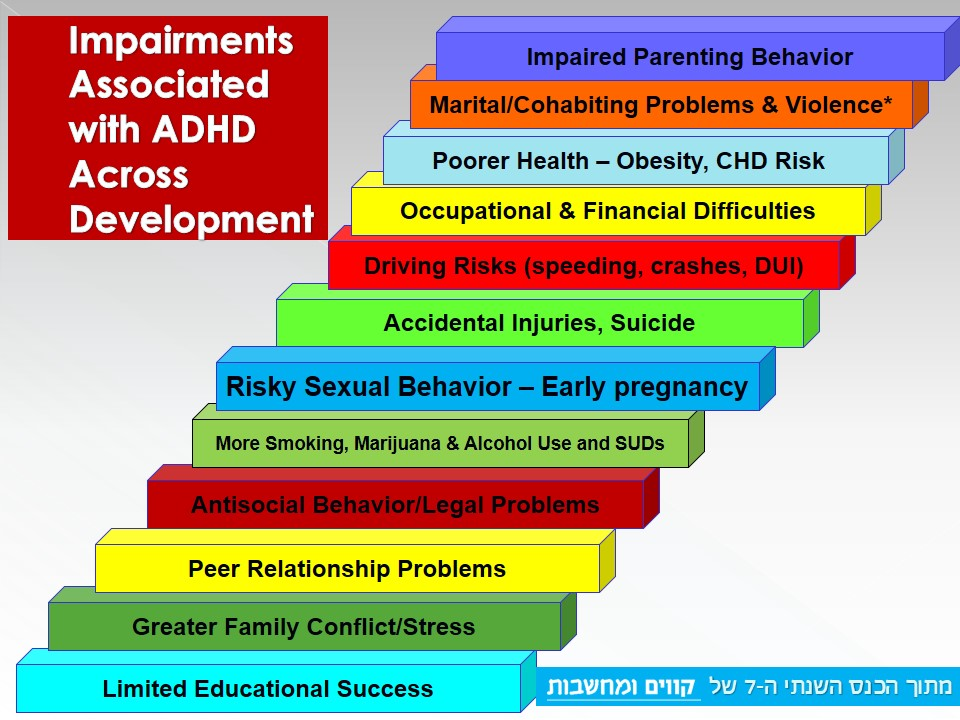 Impairments
Associated
with ADHD
Across
Development
Impaired Parenting Behavior
Marital/Cohabiting Problems & Violence*
Poorer Health – Obesity, CHD Risk
Occupational & Financial Difficulties
Driving Risks (speeding, crashes, DUI)
Accidental Injuries, Suicide
Risky Sexual Behavior – Early pregnancy
More Smoking, Marijuana & Alcohol Use and SUDs
Antisocial Behavior/Legal Problems
Peer Relationship Problems
Greater Family Conflict/Stress
Limited Educational Success
מתוך הכנס השנתי ה-7 של קווים ומחשבות